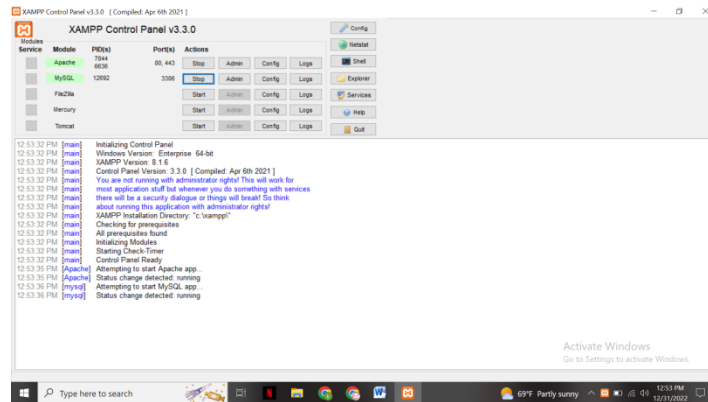 XAMPP Control Panel v3.3.0 [ Compiled: Apr 6th 2021 ]
XAMPP Control Panel v3.3.0
Config
Modules
Service Module PID(s) Port(s) Actions
Netstat
Apache 7844 6636 80, 443 Stop Admin Config Logs
Shell
MySQL 12692 3306 Stop Admin Config Logs
Explorer
FileZilla Start Admin Config Logs
Services
Mercury Start Admin Config Logs
Help
Tomcat Start Admin Config Logs
Quit
12:53:32 PM [main] Initializing Control Panel
12:53:32 PM [main] Windows Version: Enterprise 64-bit
12:53:32 PM [main] XAMPP Version: 8.1.6
12:53:32 PM [main] Control Panel Version: 3.3.0 [ Compiled: Apr 6th 2021 ]
12:53:32 PM [main] You are not running with administrator rights! This will work for
12:53:32 PM [main] most application stuff but whenever you do something with services
12:53:32 PM [main] there will be a security dialogue or things will break! So think
12:53:32 PM [main] about running this application with administrator rights!
12:53:32 PM [main] XAMPP Installation Directory: "c:\xampp\"
12:53:32 PM [main] Checking for prerequisites
12:53:32 PM [main] All prerequisites found
12:53:32 PM [main] Initializing Modules
12:53:32 PM [main] Starting Check-Timer
12:53:32 PM [main] Control Panel Ready
12:53:35 PM [Apache] Attempting to start Apache app...
12:53:35 PM [Apache] Status change detected: running
12:53:36 PM [mysql] Attempting to start MySQL app...
12:53:36 PM [mysql] Status change detected: running
Activate Windows
Go to Settings to activate Windows.
Type here to search
69°F Partly sunny
12:53 PM
12/31/2022